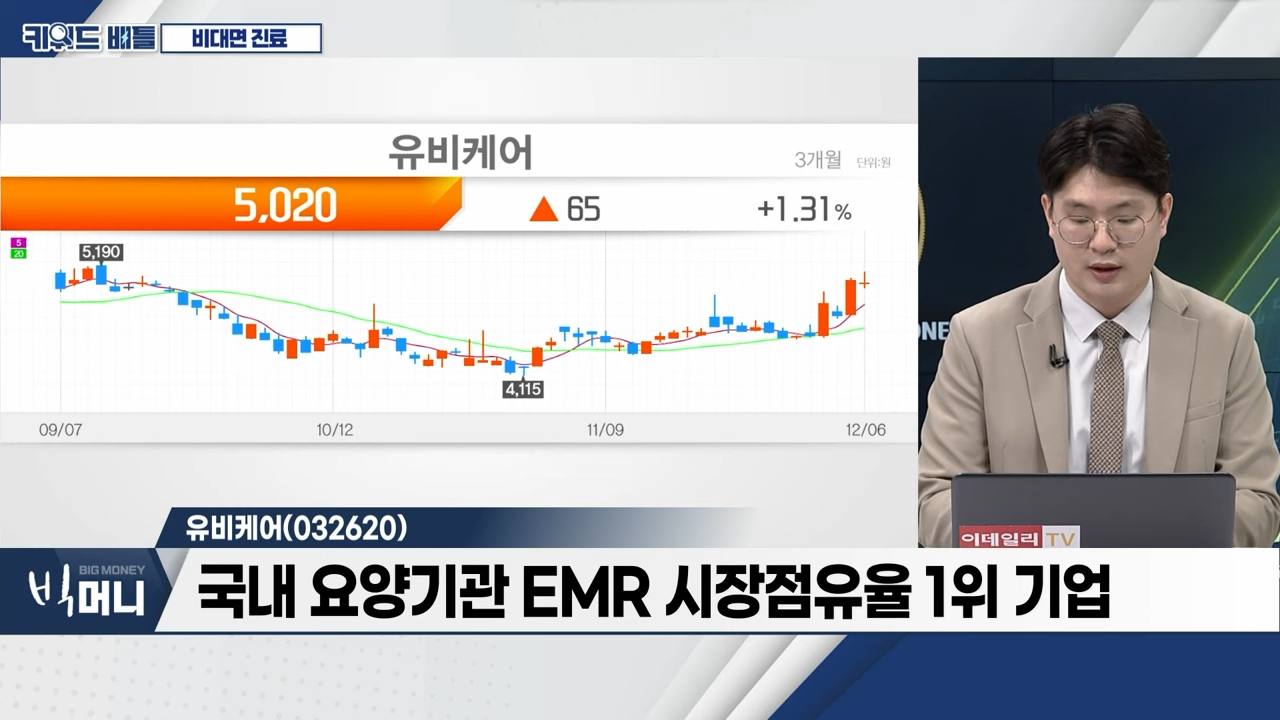 키워드 배틀
비대면 진료
유비케어
3개월 단위:원
5,020 ▲ 65 +1.31%
5
20
5,190
4,115
09/07 10/12 11/09 12/06
이데일리 TV
유비케어(032620)
BIG MONEY
빅머니
국내 요양기관 EMR 시장점유율 1위 기업